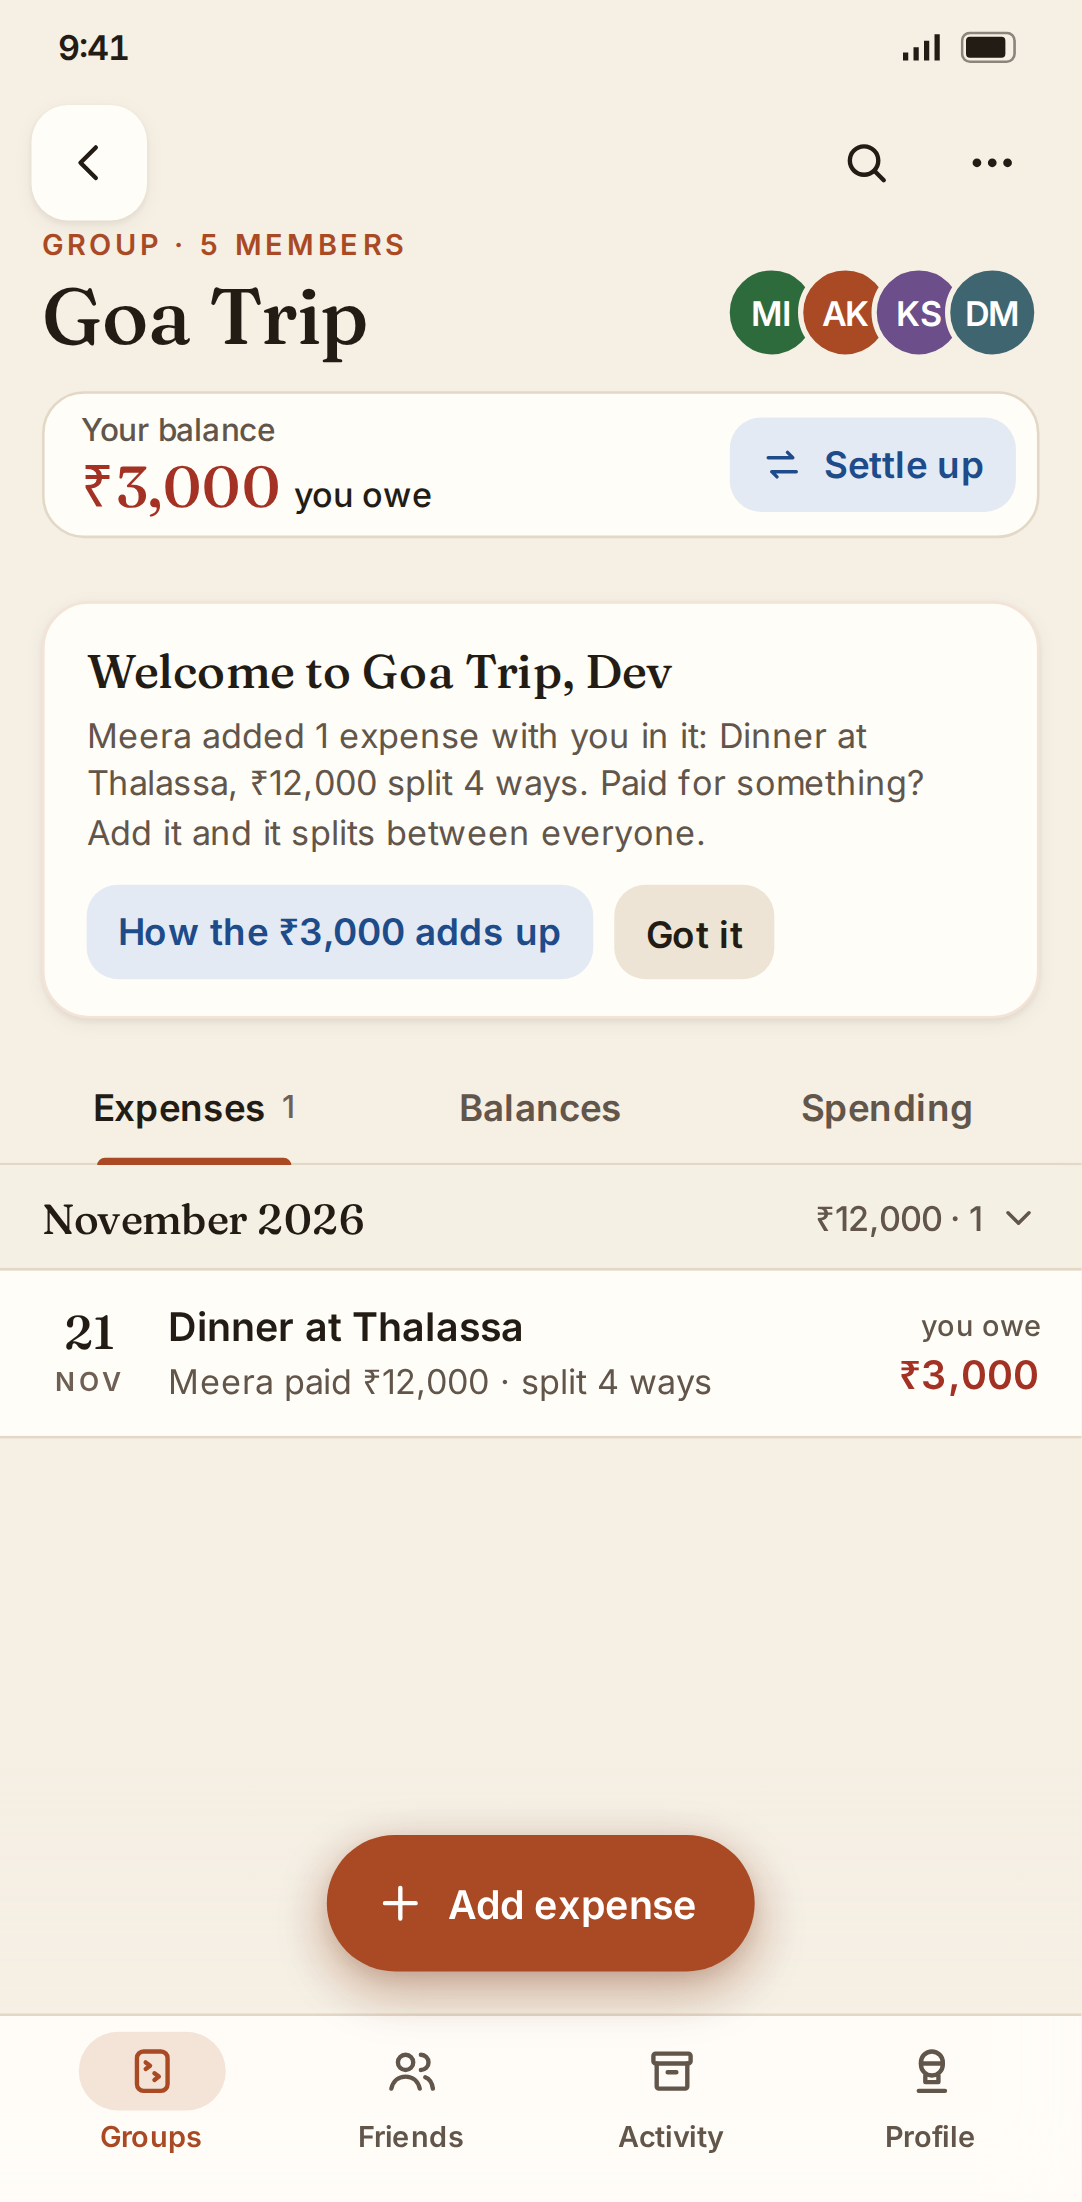 9:41
GROUP · 5 MEMBERS
Goa Trip
MI AK KS DM
Your balance
₹3,000 you owe
Settle up
Welcome to Goa Trip, Dev
Meera added 1 expense with you in it: Dinner at
Thalassa, ₹12,000 split 4 ways. Paid for something?
Add it and it splits between everyone.
How the ₹3,000 adds up
Got it
Expenses 1
Balances
Spending
November 2026
₹12,000 · 1
21
NOV
Dinner at Thalassa
Meera paid ₹12,000 · split 4 ways
you owe
₹3,000
Add expense
Groups
Friends
Activity
Profile